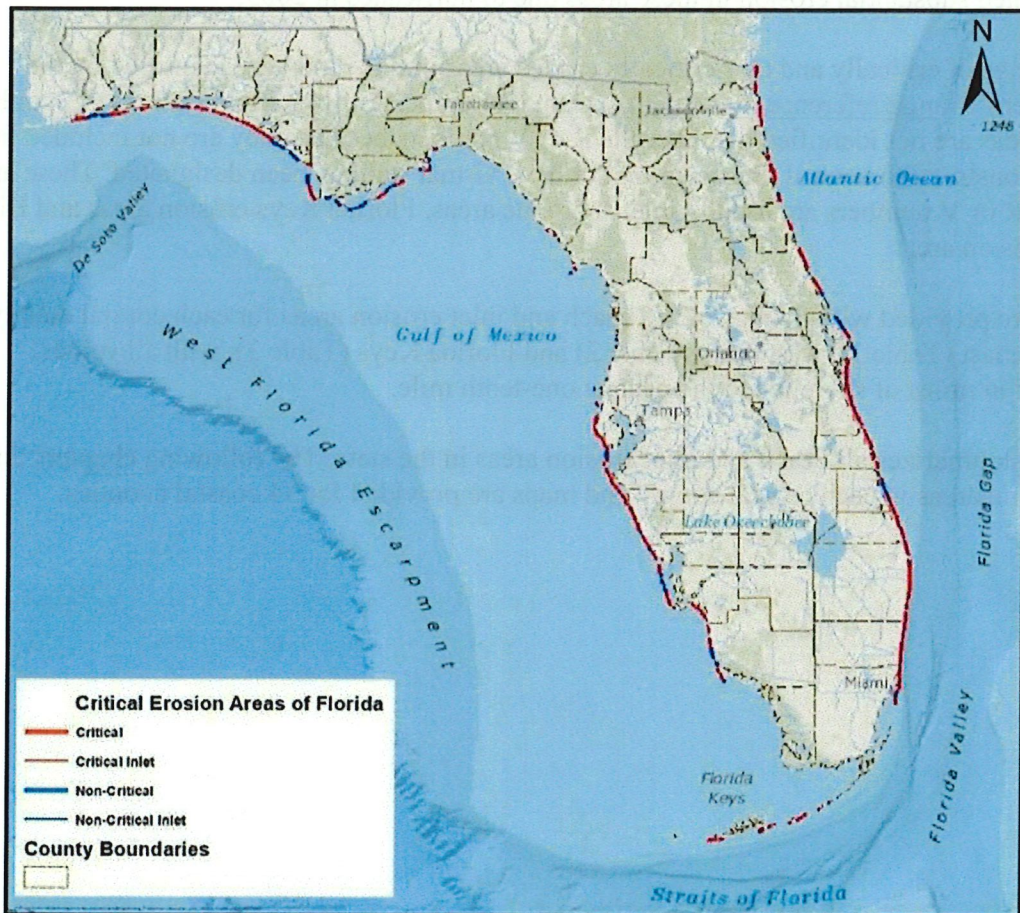 Tallahassee
Jacksonville
1246
Atlantic Ocean
De Soto Valley
Gulf of Mexico
West Florida Escarpment
Orlando
Tampa
Lake Okeechobee
Florida Gap
Miami
Florida Keys
Florida Valley
Straits of Florida
Critical Erosion Areas of Florida
Critical
Critical Inlet
Non-Critical
Non-Critical Inlet
County Boundaries
N